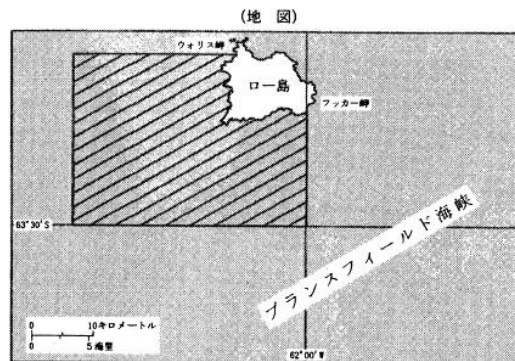 (地 図)
ウォリス岬
ロー島
フッカー岬
63°30'S
ブランスフィールド海峡
0 10キロメートル
0 5海里
62°00'W